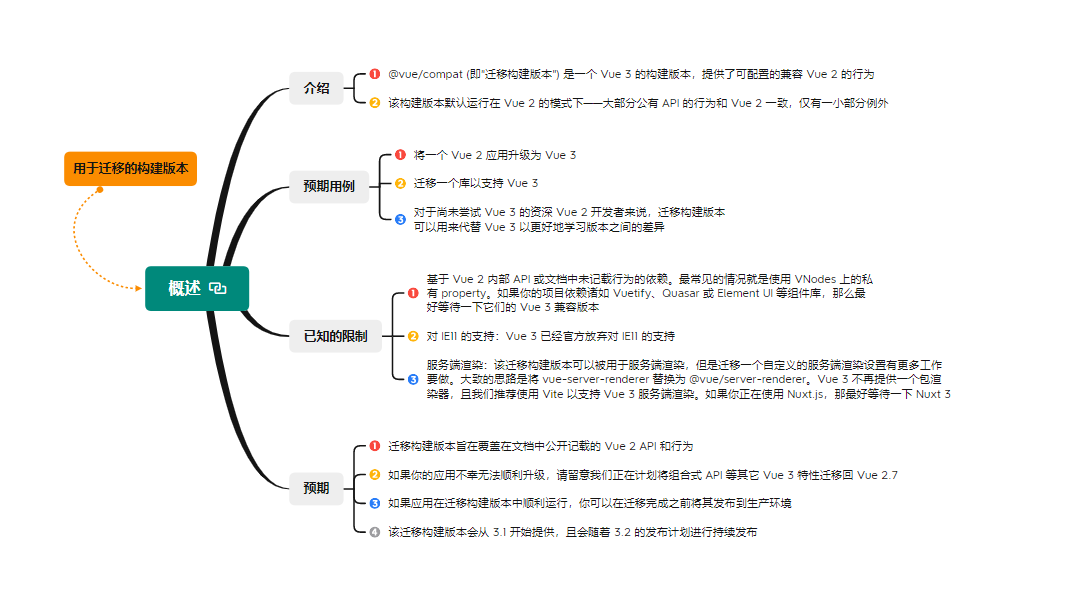 用于迁移的构建版本
概述
介绍
1 @vue/compat (即"迁移构建版本") 是一个 Vue 3 的构建版本，提供了可配置的兼容 Vue 2 的行为
2 该构建版本默认运行在 Vue 2 的模式下——大部分公有 API 的行为和 Vue 2 一致，仅有一小部分例外
预期用例
1 将一个 Vue 2 应用升级为 Vue 3
2 迁移一个库以支持 Vue 3
3 对于尚未尝试 Vue 3 的资深 Vue 2 开发者来说，迁移构建版本
可以用来代替 Vue 3 以更好地学习版本之间的差异
已知的限制
1 基于 Vue 2 内部 API 或文档中未记载行为的依赖。最常见的情况就是使用 VNodes 上的私
有 property。如果你的项目依赖诸如 Vuetify、Quasar 或 Element UI 等组件库，那么最
好等待一下它们的 Vue 3 兼容版本
2 对 IE11 的支持：Vue 3 已经官方放弃对 IE11 的支持
3 服务端渲染：该迁移构建版本可以被用于服务端渲染，但是迁移一个自定义的服务端渲染设置有更多工作
要做。大致的思路是将 vue-server-renderer 替换为 @vue/server-renderer。Vue 3 不再提供一个包渲
染器，且我们推荐使用 Vite 以支持 Vue 3 服务端渲染。如果你正在使用 Nuxt.js，那最好等待一下 Nuxt 3
预期
1 迁移构建版本旨在覆盖在文档中公开记载的 Vue 2 API 和行为
2 如果你的应用不幸无法顺利升级，请留意我们正在计划将组合式 API 等其它 Vue 3 特性迁移回 Vue 2.7
3 如果应用在迁移构建版本中顺利运行，你可以在迁移完成之前将其发布到生产环境
4 该迁移构建版本会从 3.1 开始提供，且会随着 3.2 的发布计划进行持续发布